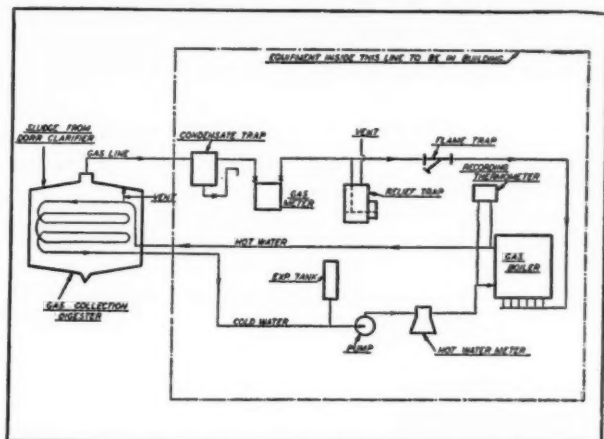 EQUIPMENT INSIDE THIS LINE TO BE IN BUILDING
SLUDGE FROM
DORR CLARIFIER
GAS LINE
CONDENSATE TRAP
VENT
FLAME TRAP
RECORDING
THERMOMETER
VENT
GAS
METER
RELIEF TRAP
HOT WATER
GAS
BOILER
EXP. TANK
GAS COLLECTION
DIGESTER
COLD WATER
PUMP
HOT WATER METER